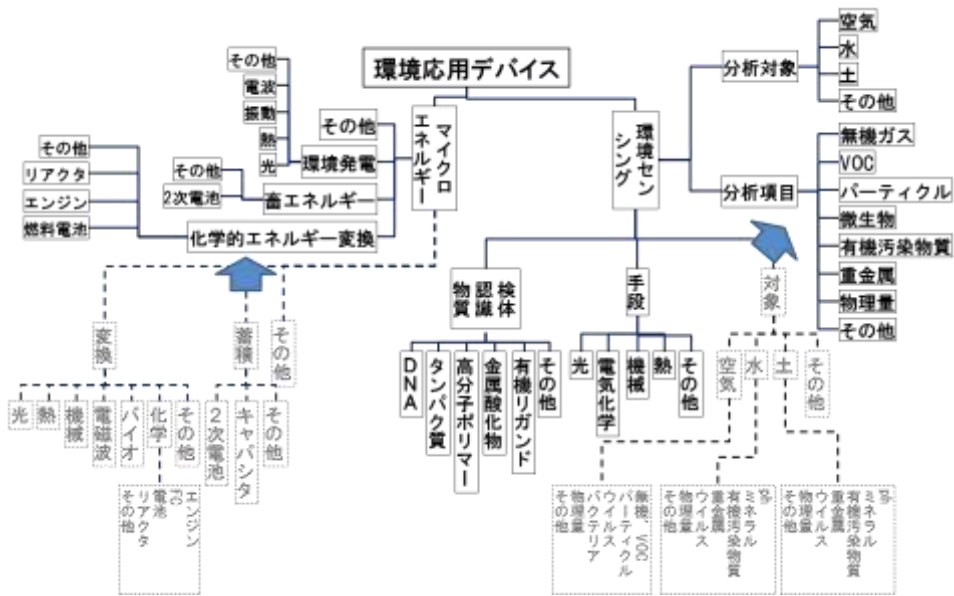 環境応用デバイス
マイクロ
エネルギー
その他
環境発電
その他
電波
振動
熱
光
畜エネルギー
その他
2次電池
化学的エネルギー変換
その他
リアクタ
エンジン
燃料電池
環境セン
シング
分析対象
空気
水
土
その他
分析項目
無機ガス
VOC
パーティクル
微生物
有機汚染物質
重金属
物理量
その他
検体
認識
物質
DNA
タンパク質
高分子ポリマー
金属酸化物
有機リガンド
その他
手段
光
電気化学
機械
熱
その他
変換
光
熱
機械
電磁波
バイオ
化学
その他
エンジン
FC
電池
リアクタ
その他
蓄積
2次電池
キャパシタ
その他
その他
対象
空気
水
土
その他
無機、VOC
パーティクル
ウイルス
バクテリア
物理量
その他
ph
ミネラル
有機汚染物質
重金属
ウイルス
物理量
その他
ph
ミネラル
有機汚染物質
重金属
ウイルス
物理量
その他